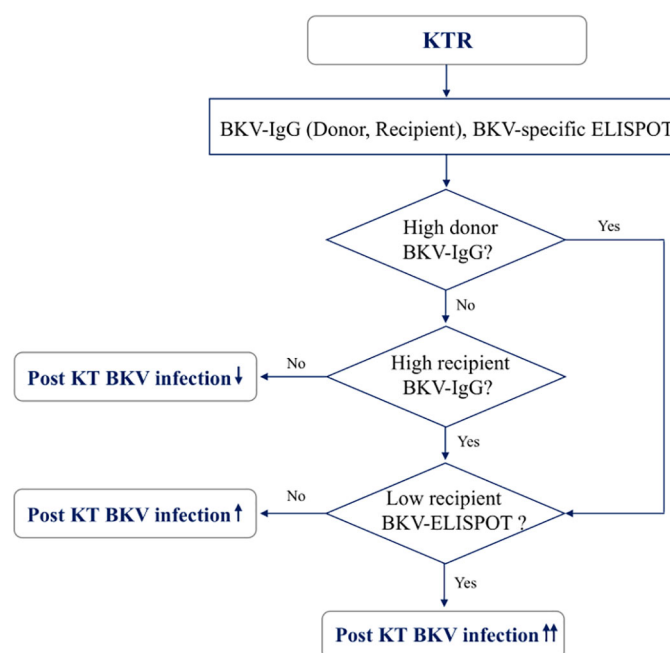 KTR
BKV-IgG (Donor, Recipient), BKV-specific ELISPOT
High donor
BKV-IgG?
Yes
No
High recipient
BKV-IgG?
No
Post KT BKV infection↓
Yes
Low recipient
BKV-ELISPOT ?
No
Post KT BKV infection↑
Yes
Post KT BKV infection⇈